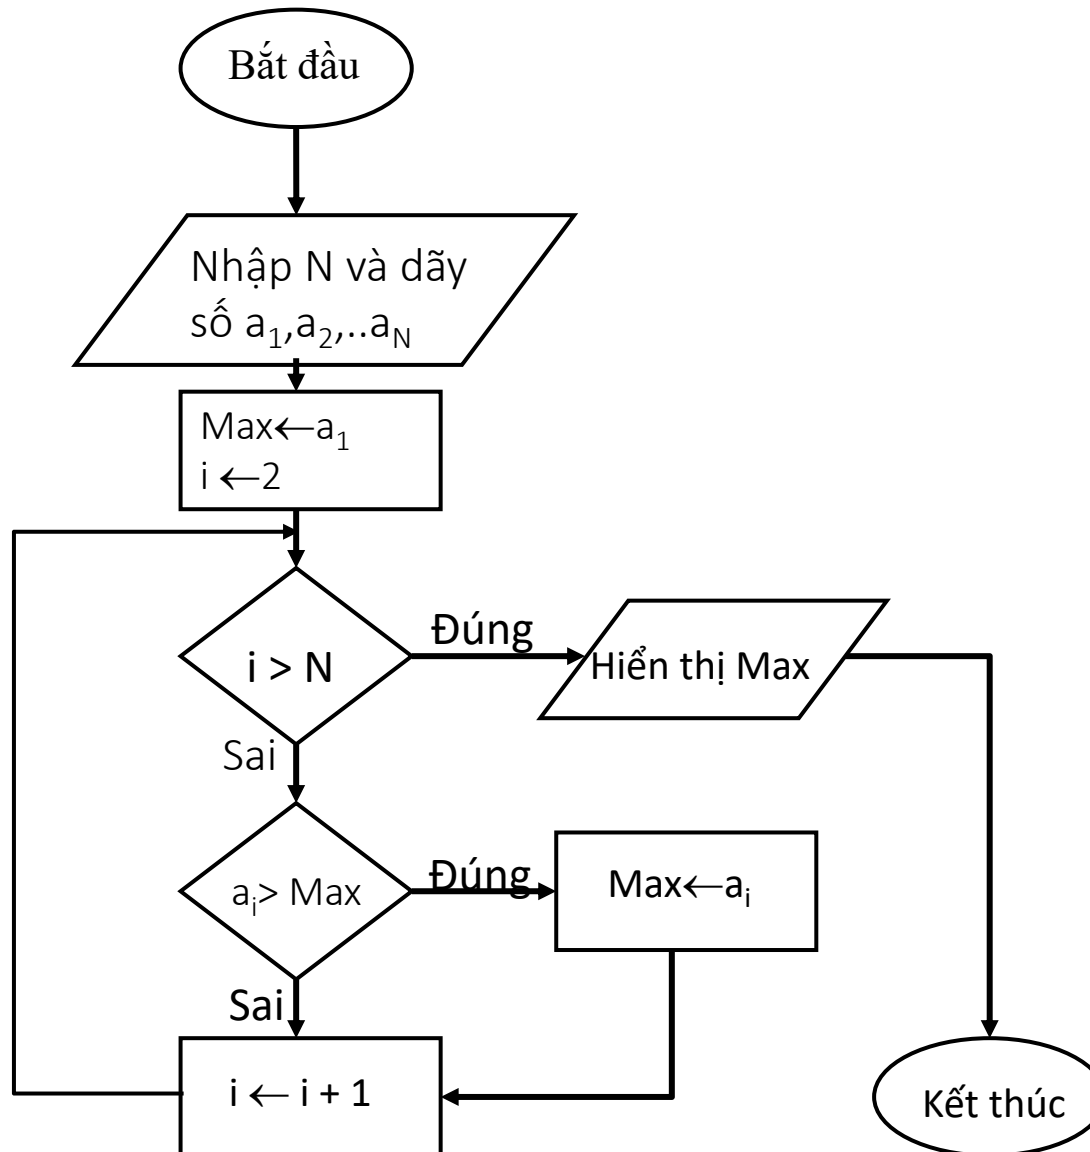 Bắt đầu
Nhập N và dãy
số a₁,a₂,..a_N
Max←a₁
i ←2
i > N
Đúng
Hiển thị Max
Sai
aᵢ> Max
Đúng
Max←aᵢ
Sai
i ← i + 1
Kết thúc